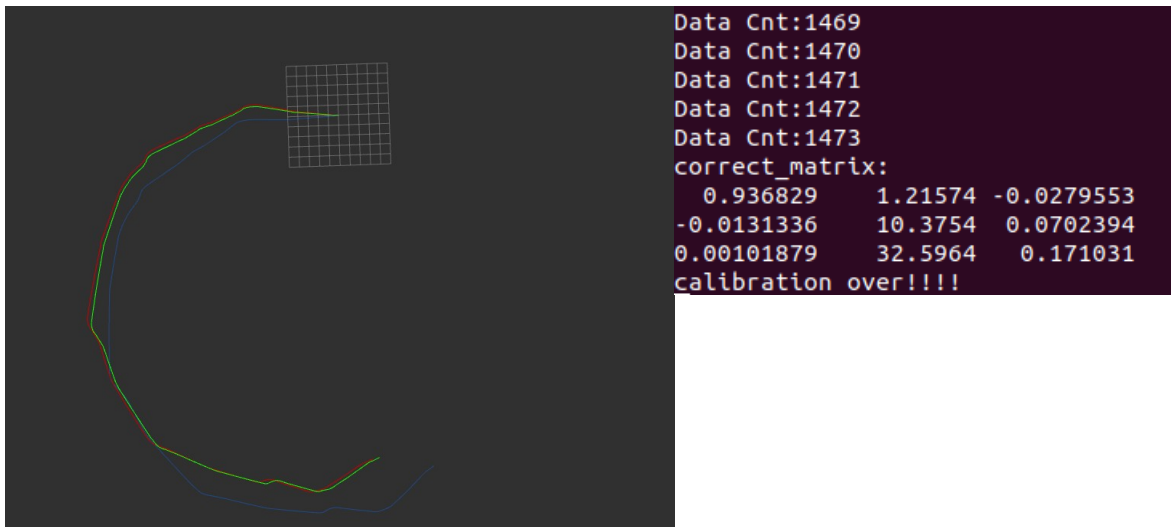 Data Cnt:1469
Data Cnt:1470
Data Cnt:1471
Data Cnt:1472
Data Cnt:1473
correct_matrix:
  0.936829    1.21574 -0.0279553
-0.0131336    10.3754  0.0702394
0.00101879    32.5964   0.171031
calibration over!!!!